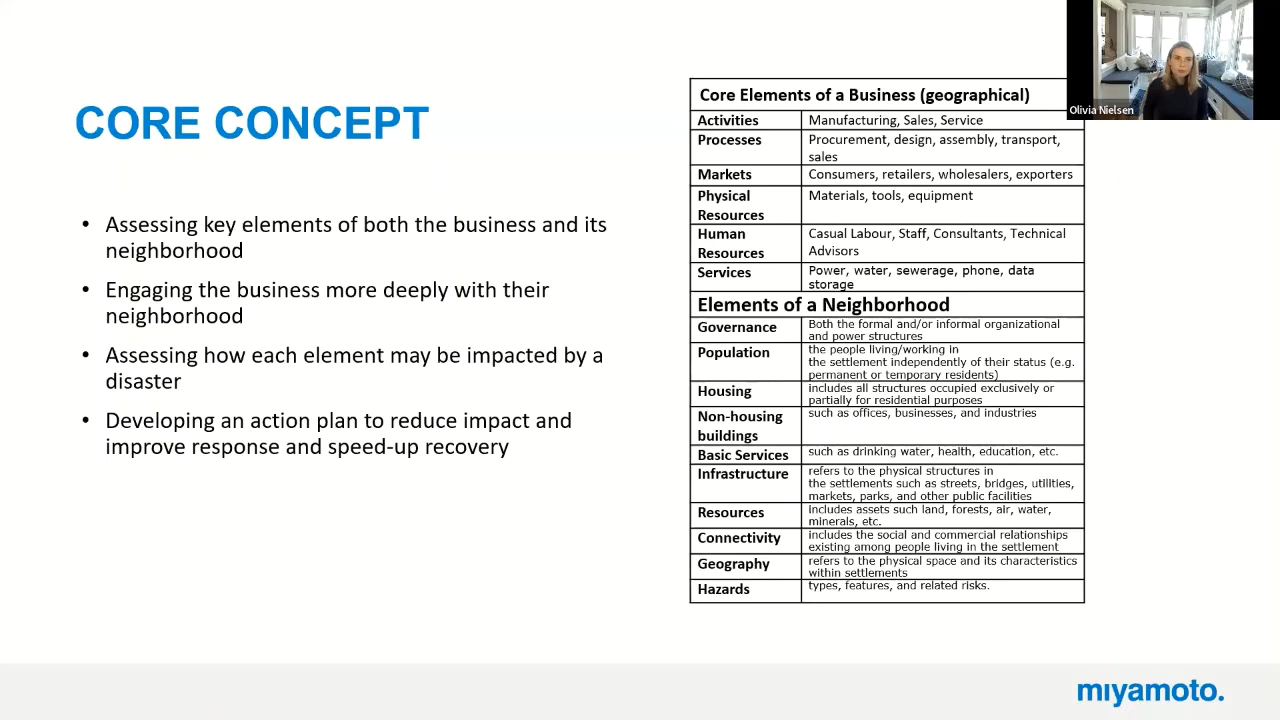 CORE CONCEPT
• Assessing key elements of both the business and its
neighborhood
• Engaging the business more deeply with their
neighborhood
• Assessing how each element may be impacted by a
disaster
• Developing an action plan to reduce impact and
improve response and speed-up recovery
Core Elements of a Business (geographical)
Activities Manufacturing, Sales, Service
Processes Procurement, design, assembly, transport,
sales
Markets Consumers, retailers, wholesalers, exporters
Physical Materials, tools, equipment
Resources
Human Casual Labour, Staff, Consultants, Technical
Resources Advisors
Services Power, water, sewerage, phone, data
storage
Elements of a Neighborhood
Governance Both the formal and/or informal organizational
and power structures
Population the people living/working in
the settlement independently of their status (e.g.
permanent or temporary residents)
Housing includes all structures occupied exclusively or
partially for residential purposes
Non-housing such as offices, businesses, and industries
buildings
Basic Services such as drinking water, health, education, etc.
Infrastructure refers to the physical structures in
the settlements such as streets, bridges, utilities,
markets, parks, and other public facilities
Resources includes assets such land, forests, air, water,
minerals, etc.
Connectivity includes the social and commercial relationships
existing among people living in the settlement
Geography refers to the physical space and its characteristics
within settlements
Hazards types, features, and related risks.
Olivia Nielsen
miyamoto.